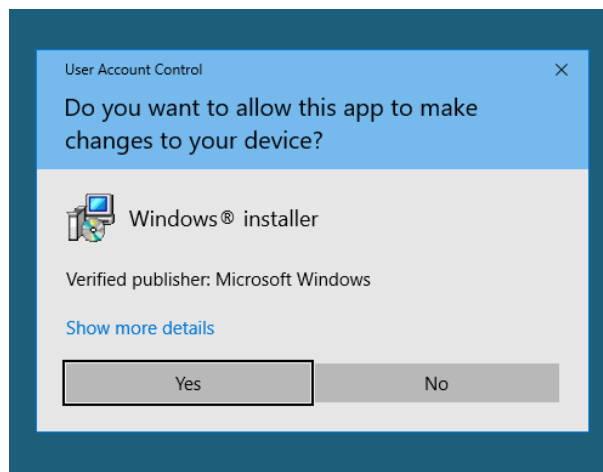 User Account Control
Do you want to allow this app to make
changes to your device?
Windows® installer
Verified publisher: Microsoft Windows
Show more details
Yes
No